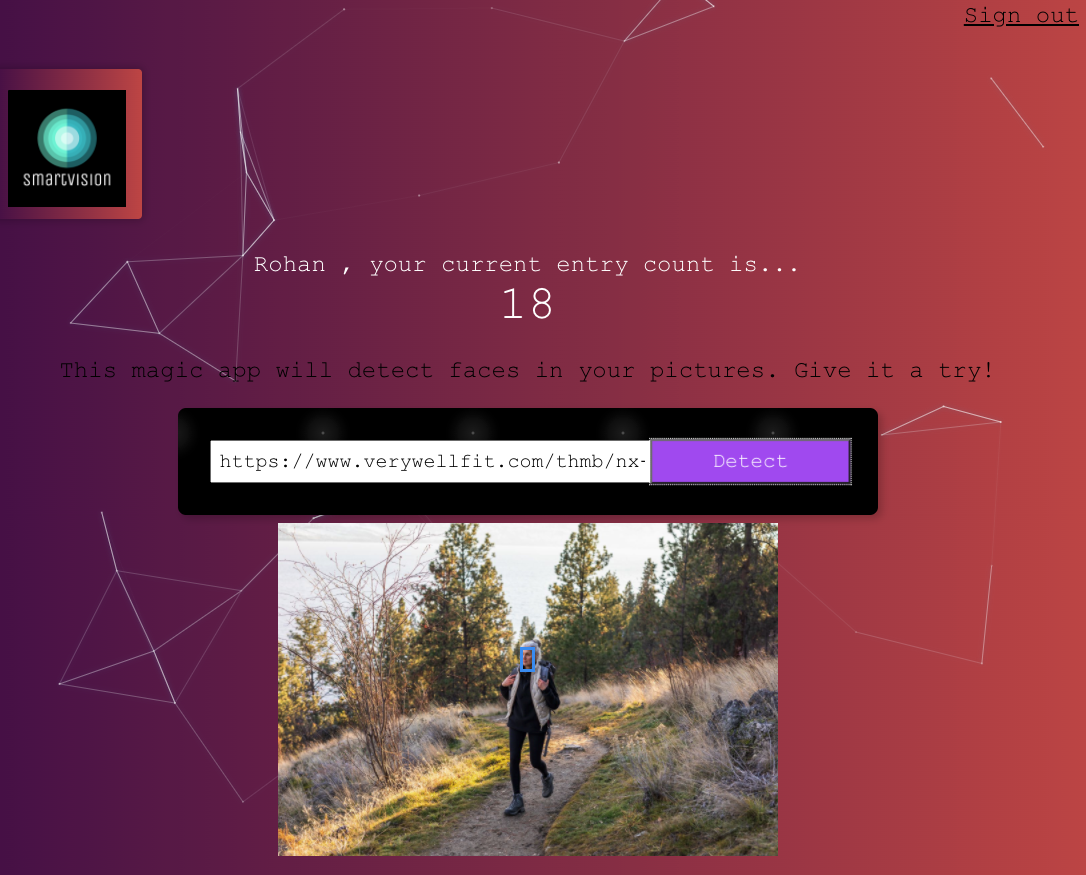 Sign out
smartvision
Rohan , your current entry count is...
18
This magic app will detect faces in your pictures. Give it a try!
https://www.verywellfit.com/thmb/nx-
Detect